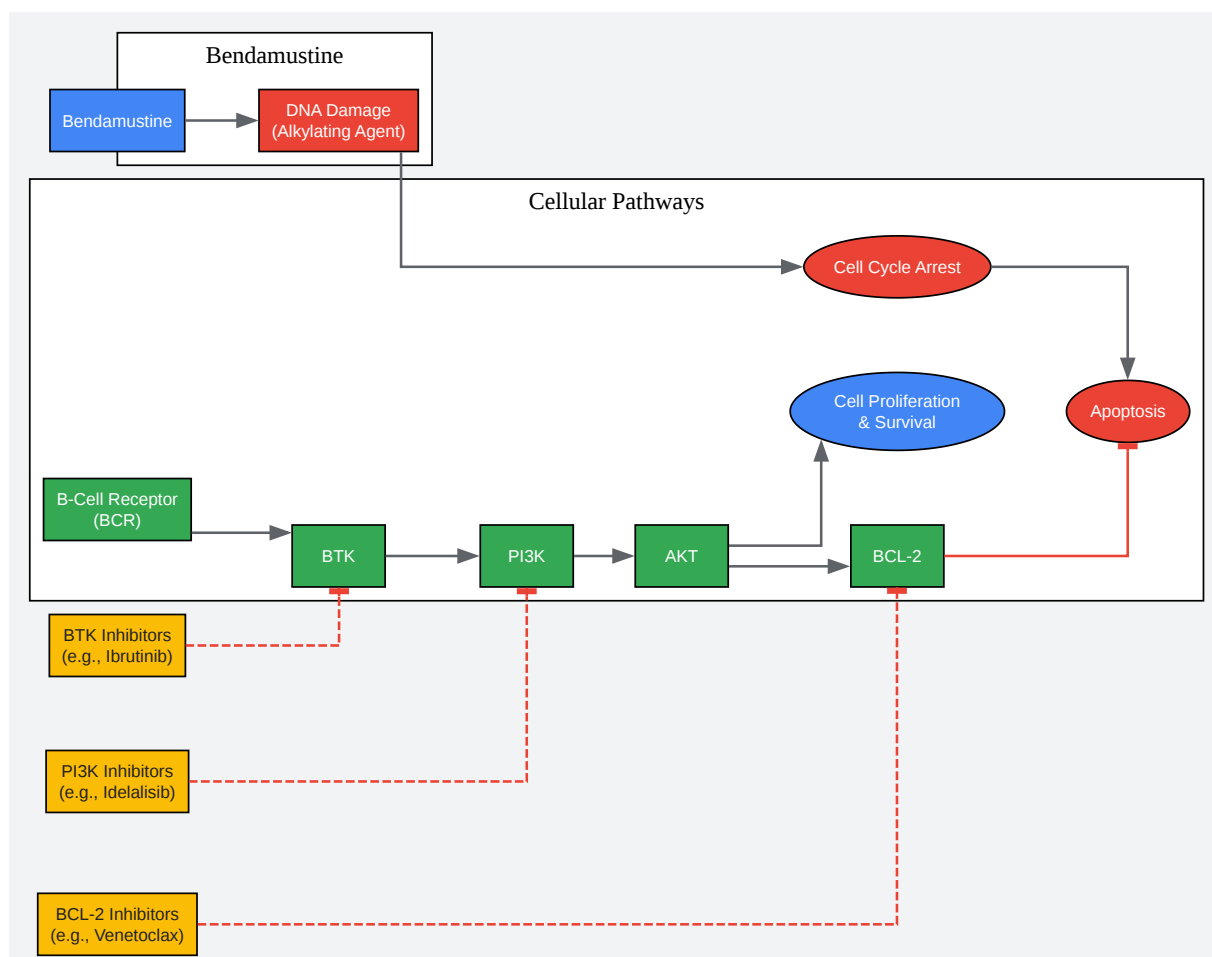 Bendamustine
Bendamustine
DNA Damage
(Alkylating Agent)
Cellular Pathways
Cell Cycle Arrest
Cell Proliferation
& Survival
Apoptosis
B-Cell Receptor
(BCR)
BTK
PI3K
AKT
BCL-2
BTK Inhibitors
(e.g., Ibrutinib)
PI3K Inhibitors
(e.g., Idelalisib)
BCL-2 Inhibitors
(e.g., Venetoclax)